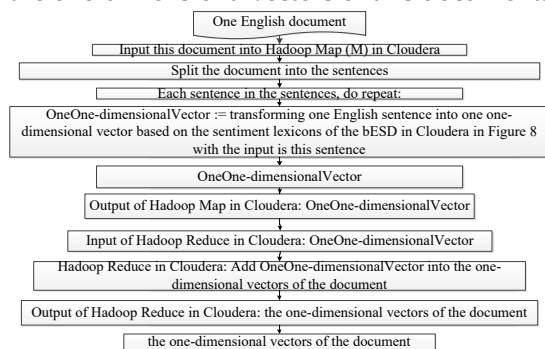 One English document
Input this document into Hadoop Map (M) in Cloudera
Split the document into the sentences
Each sentence in the sentences, do repeat:
OneOne-dimensionalVector := transforming one English sentence into one one-
dimensional vector based on the sentiment lexicons of the bESD in Cloudera in Figure 8
with the input is this sentence
OneOne-dimensionalVector
Output of Hadoop Map in Cloudera: OneOne-dimensionalVector
Input of Hadoop Reduce in Cloudera: OneOne-dimensionalVector
Hadoop Reduce in Cloudera: Add OneOne-dimensionalVector into the one-
dimensional vectors of the document
Output of Hadoop Reduce in Cloudera: the one-dimensional vectors of the document
the one-dimensional vectors of the document